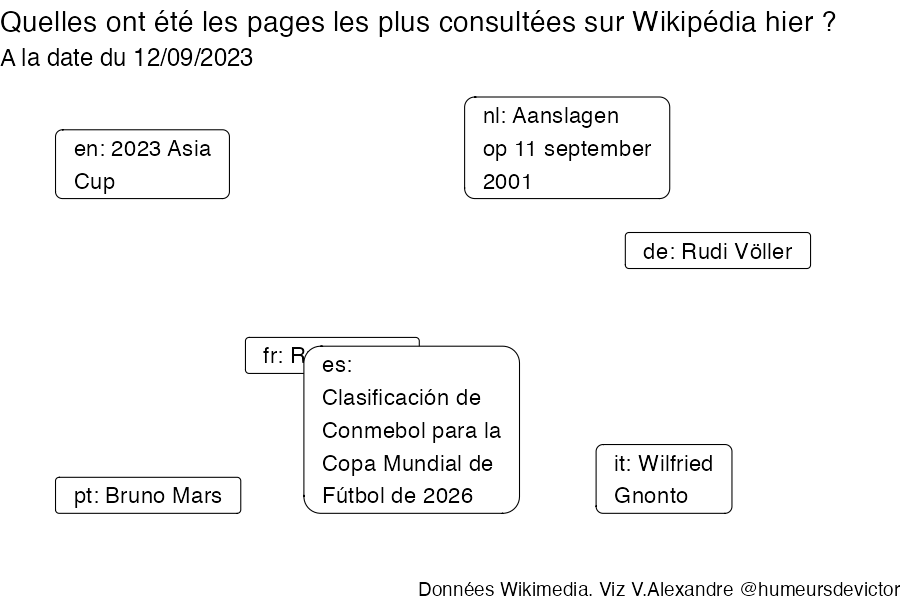 Quelles ont été les pages les plus consultées sur Wikipédia hier ?
A la date du 12/09/2023
nl: Aanslagen
op 11 september
2001
en: 2023 Asia
Cup
de: Rudi Völler
fr:
es:
Clasificación de
Conmebol para la
Copa Mundial de
Fútbol de 2026
it: Wilfried
Gnonto
pt: Bruno Mars
Données Wikimedia. Viz V.Alexandre @humeursdevictor